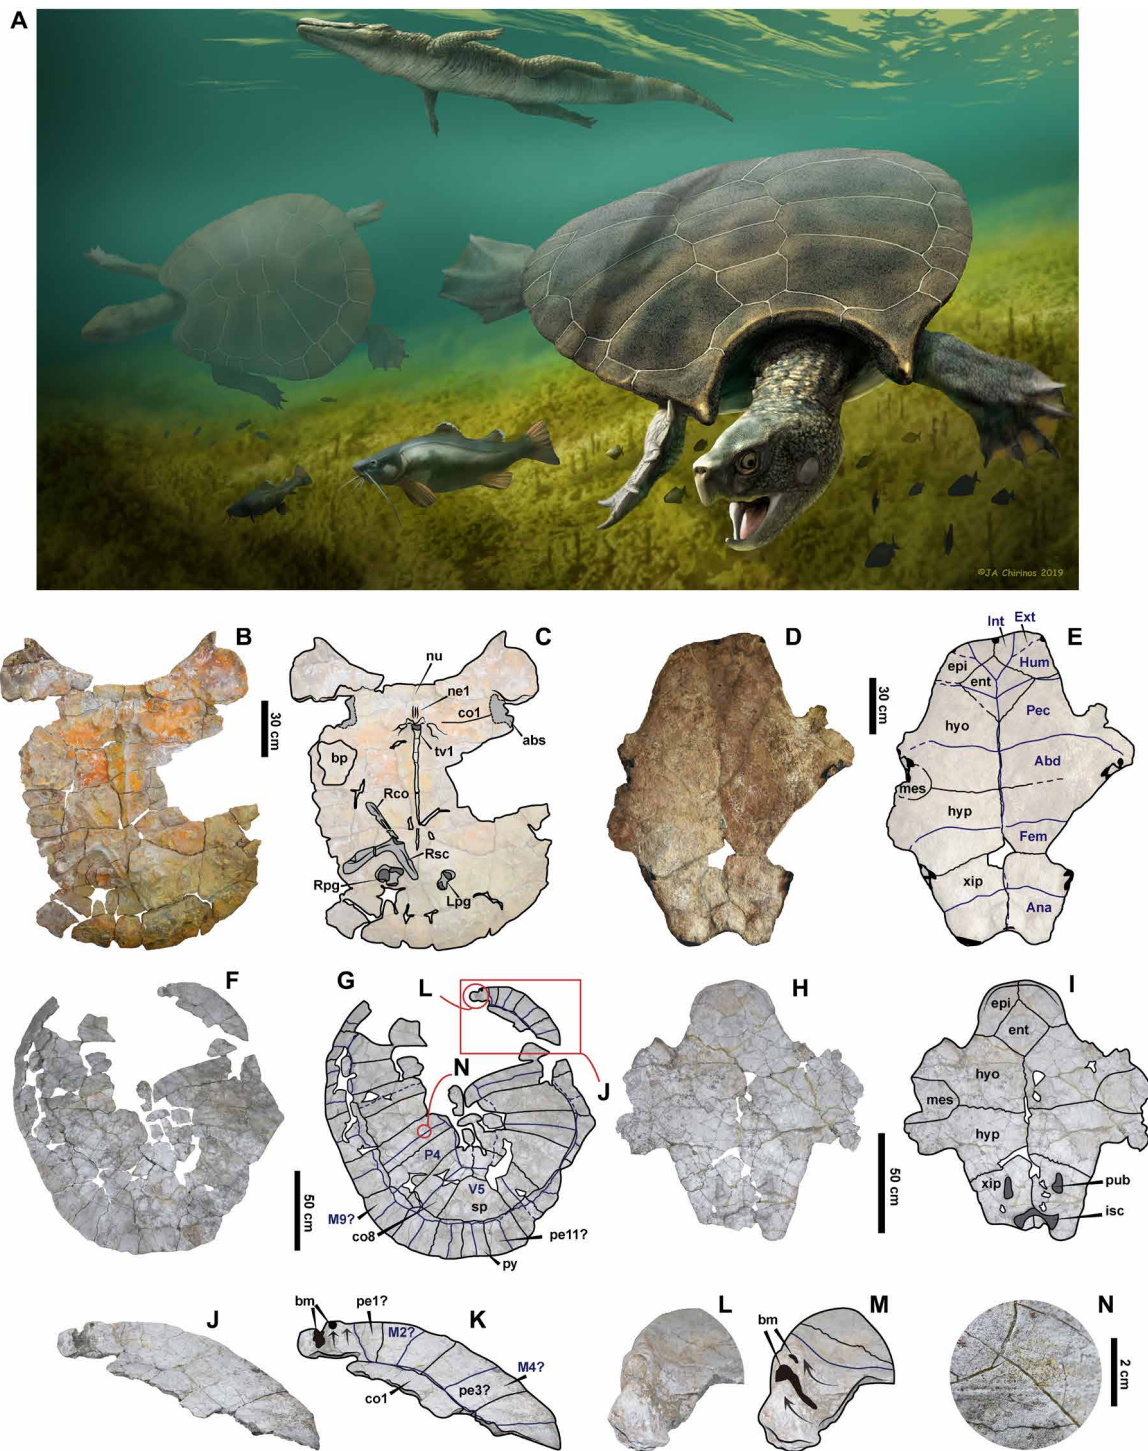 A
©JA Chirinos 2019
B
30 cm
C
nu
ne1
co1
abs
tv1
bp
Rco
Rsc
Rpg
Lpg
D
30 cm
E
Int
Ext
epi
ent
Hum
hyo
Pec
Abd
mes
hyp
Fem
xip
Ana
F
50 cm
G
L
N
J
P4
V5
sp
M9?
co8
pe11?
py
H
50 cm
I
epi
ent
hyo
mes
hyp
xip
pub
isc
J
K
bm
pe1?
M2?
M4?
pe3?
co1
L
M
bm
N
2 cm